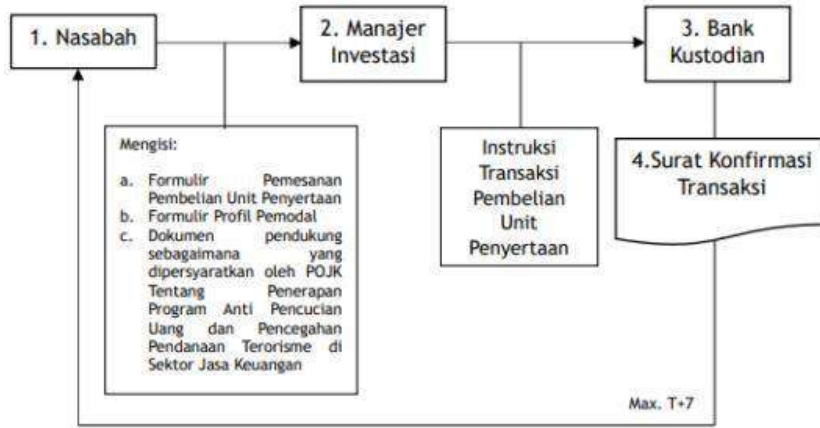 1. Nasabah
2. Manajer
Investasi
3. Bank
Kustodian
Mengisi:
a. Formulir Pemesanan
Pembelian Unit Penyertaan
b. Formulir Profil Pemodal
c. Dokumen pendukung
sebagaimana yang
dipersyaratkan oleh POJK
Tentang Penerapan
Program Anti Pencucian
Uang dan Pencegahan
Pendanaan Terorisme di
Sektor Jasa Keuangan
Instruksi
Transaksi
Pembelian
Unit
Penyertaan
4.Surat Konfirmasi
Transaksi
Max. T+7